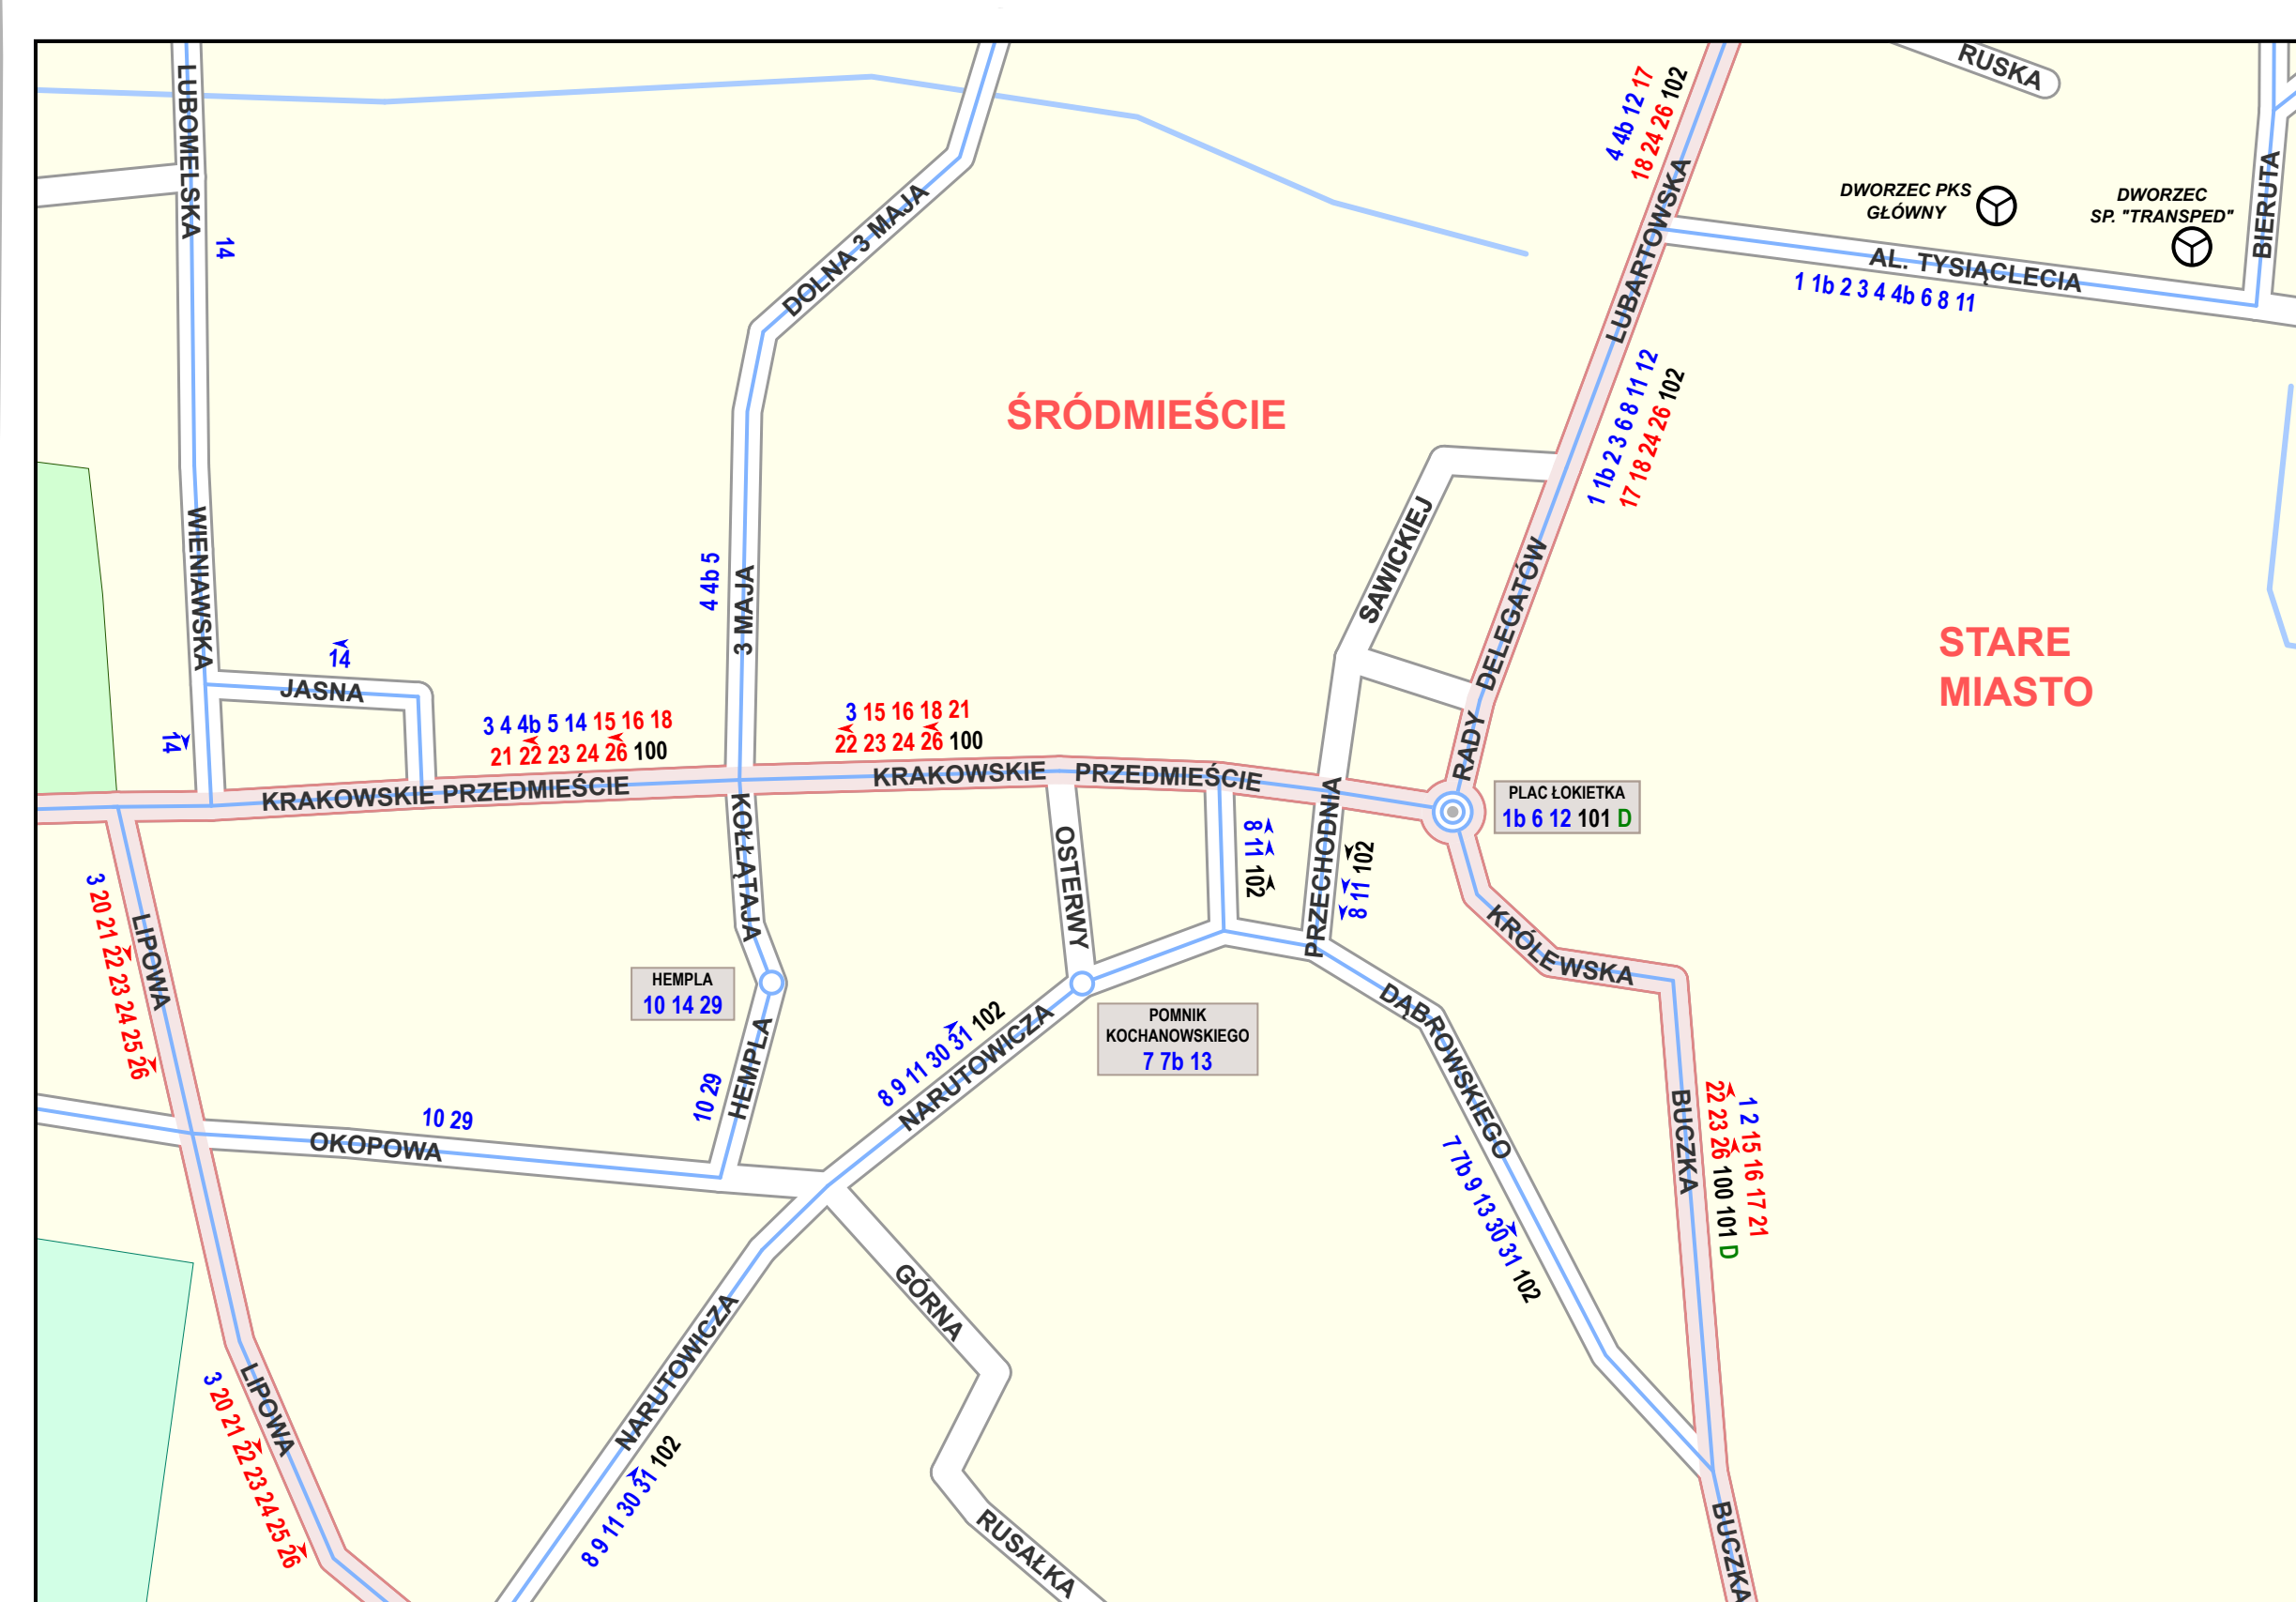 RUSKA
LUBOMELSKA
14
DOLNA 3 MAJA
4 4b 12 17
18 24 26 102
LUBARTOWSKA
DWORZEC PKS
GŁÓWNY
DWORZEC
SP. "TRANSPED"
BIERUTA
AL. TYSIĄCLECIA
1 1b 2 3 4 4b 6 8 11
1 1b 2 3 6 8 11 12
17 18 24 26 102
ŚRÓDMIEŚCIE
WIENIAWSKA
4 4b 5
3 MAJA
SAWICKIEJ
RADY DELEGATÓW
STARE
MIASTO
14
JASNA
14
3 4 4b 5 14 15 16 18
21 22 23 24 26 100
3 15 16 18 21
22 23 24 26 100
KRAKOWSKIE PRZEDMIEŚCIE
KRAKOWSKIE PRZEDMIEŚCIE
PLAC ŁOKIETKA
1b 6 12 101 D
KOŁŁĄTAJA
OSTERWY
8 11 102
PRZECHODNIA
8 11 102
3 20 21 22 23 24 25 26
LIPOWA
KRÓLEWSKA
HEMPLA
10 14 29
POMNIK
KOCHANOWSKIEGO
7 7b 13
8 9 11 30 31 102
NARUTOWICZA
DĄBROWSKIEGO
7 7b 9 13 30 31 102
10 29
HEMPLA
10 29
OKOPOWA
BUCZKA
1 2 15 16 17 21
22 23 26 100 101 D
GÓRNA
NARUTOWICZA
8 9 11 30 31 102
LIPOWA
3 20 21 22 23 24 25 26
RUSAŁKA
BUCZKA